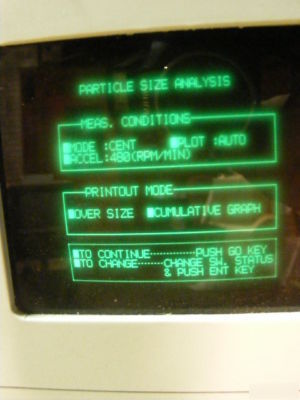 PARTICLE SIZE ANALYSIS
MEAS. CONDITIONS
■MODE :CENT ■PLOT :AUTO
■ACCEL:480(RPM/MIN)
PRINTOUT MODE
■OVER SIZE ■CUMULATIVE GRAPH
■TO CONTINUE-------------PUSH GO KEY
■TO CHANGE-------CHANGE SW. STATUS
& PUSH ENT KEY